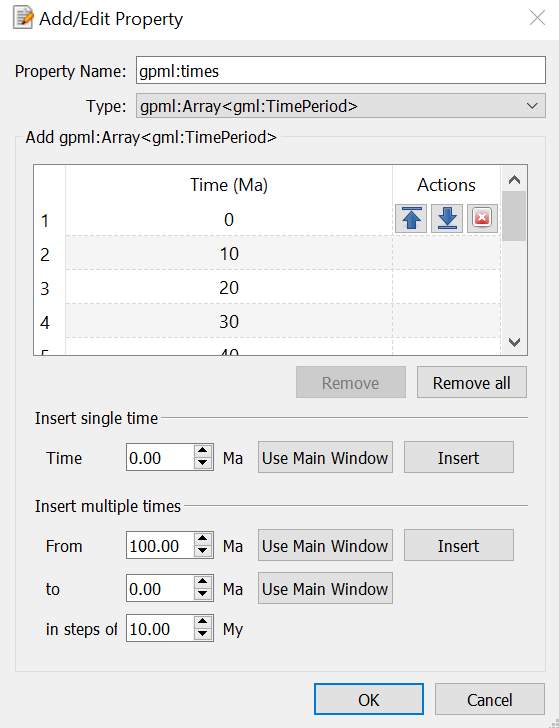 Add/Edit Property
Property Name: gpml:times
Type: gpml:Array<gml:TimePeriod>
Add gpml:Array<gml:TimePeriod>
Time (Ma) Actions
1 0
2 10
3 20
4 30
5 40
Remove Remove all
Insert single time
Time 0.00 Ma Use Main Window Insert
Insert multiple times
From 100.00 Ma Use Main Window Insert
to 0.00 Ma Use Main Window
in steps of 10.00 My
OK Cancel